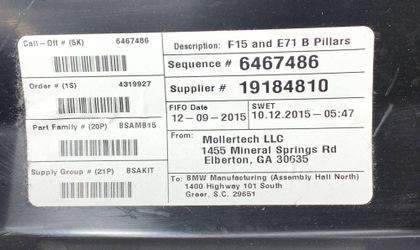 Call-Off # (5K) 6467486
Order # (1S) 4319927
Part Family # (20P) BSAMB15
Supply Group # (21P) BSAKIT
Description: F15 and E71 B Pillars
Sequence # 6467486
Supplier # 19184810
FIFO Date SWET
12-09-2015 10.12.2015-05:47
From: Mollertech LLC
1455 Mineral Springs Rd
Elberton, GA 30635
To: BMW Manufacturing (Assembly Hall North)
1400 Highway 101 South
Greer, S.C. 29651